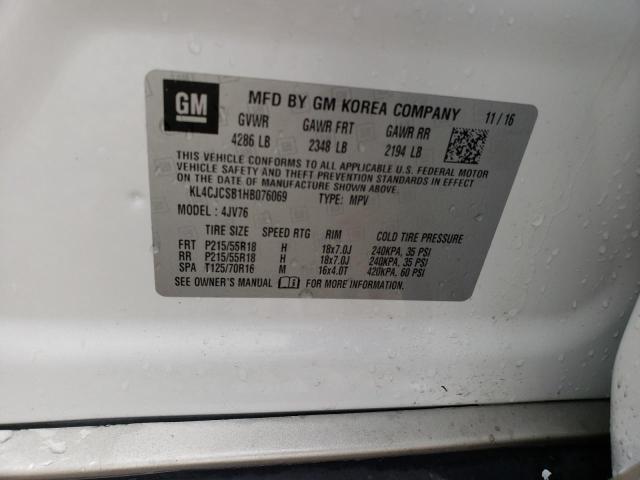 GM
MFD BY GM KOREA COMPANY 11/16
GVWR GAWR FRT GAWR RR
4286 LB 2348 LB 2194 LB
THIS VEHICLE CONFORMS TO ALL APPLICABLE U.S. FEDERAL MOTOR
VEHICLE SAFETY AND THEFT PREVENTION STANDARDS IN EFFECT
ON THE DATE OF MANUFACTURE SHOWN ABOVE.
KL4CJCSB1HB076069 TYPE: MPV
MODEL: 4JV76
TIRE SIZE SPEED RTG RIM COLD TIRE PRESSURE
FRT P215/55R18 H 18x7.0J 240KPA, 35 PSI
RR P215/55R18 H 18x7.0J 240KPA, 35 PSI
SPA T125/70R16 M 16x4.0T 420KPA, 60 PSI
SEE OWNER'S MANUAL FOR MORE INFORMATION.